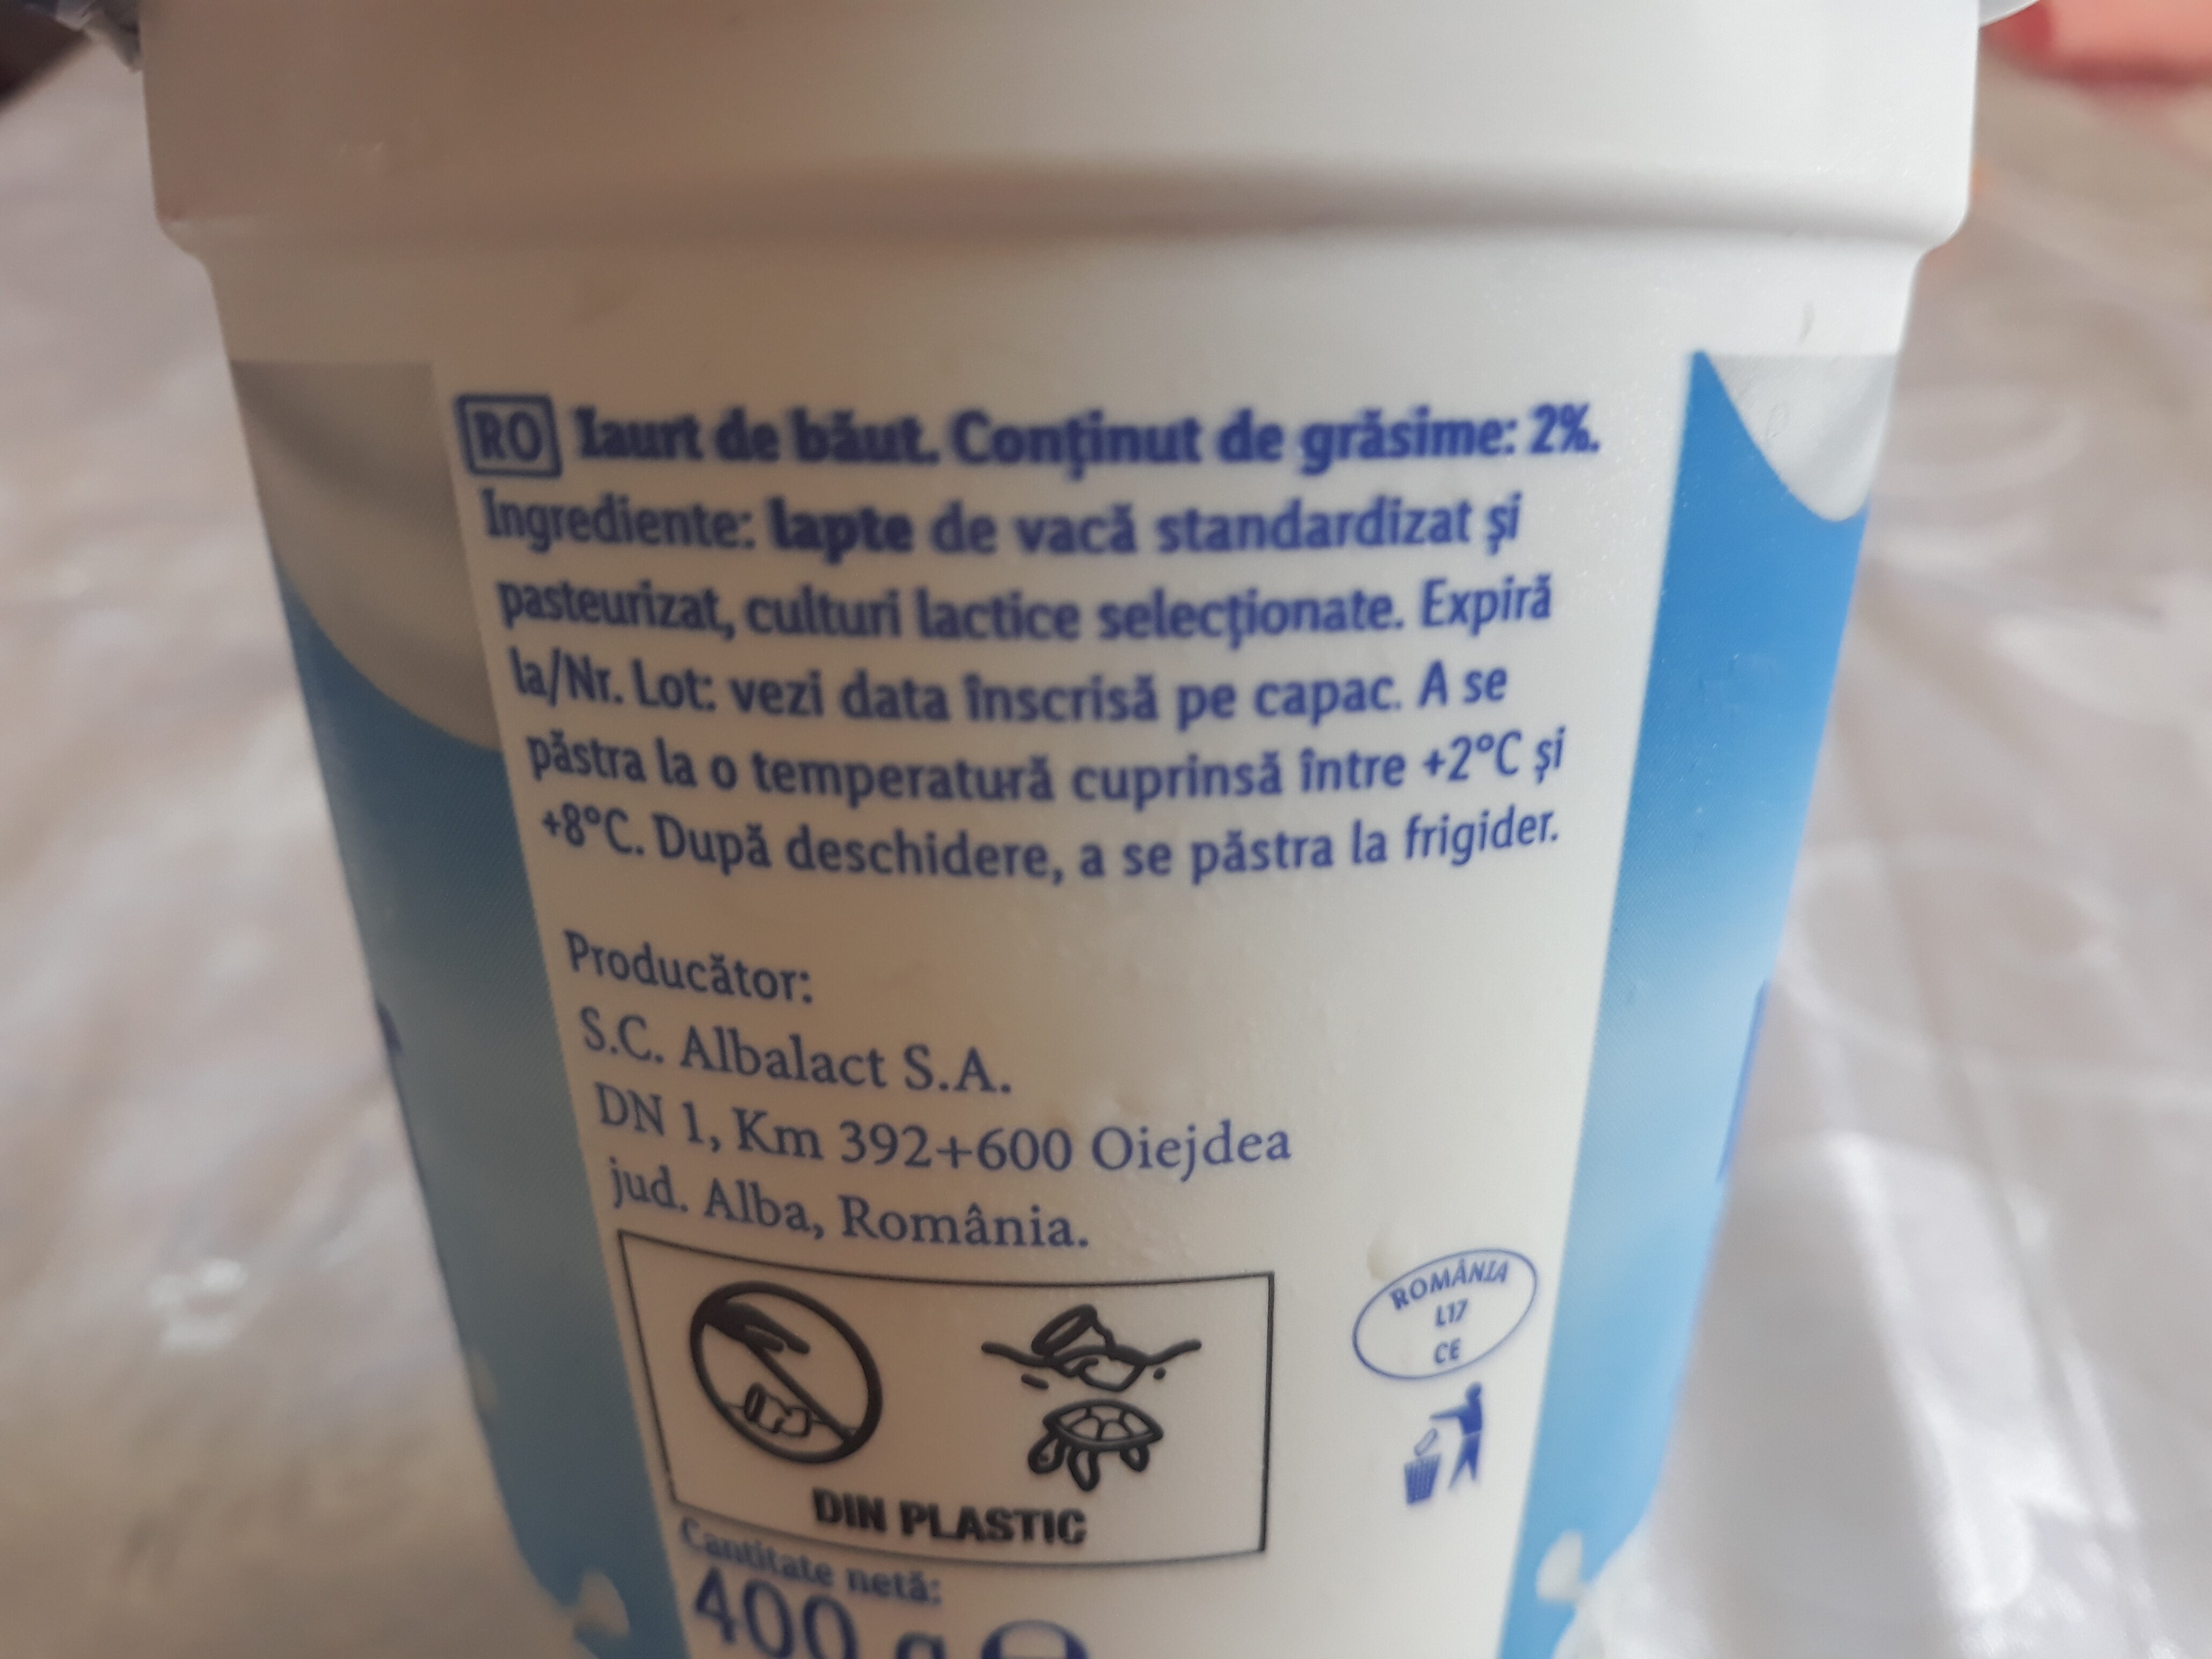 RO Iaurt de băut. Conținut de grăsime: 2%.
Ingrediente: lapte de vacă standardizat și
pasteurizat, culturi lactice selecționate. Expiră
la/Nr. Lot: vezi data înscrisă pe capac. A se
păstra la o temperatură cuprinsă între +2°C și
+8°C. După deschidere, a se păstra la frigider.
Producător:
S.C. Albalact S.A.
DN 1, Km 392+600 Oiejdea
jud. Alba, România.
ROMÂNIA
L17
CE
DIN PLASTIC
Cantitate netă:
400 g ℮